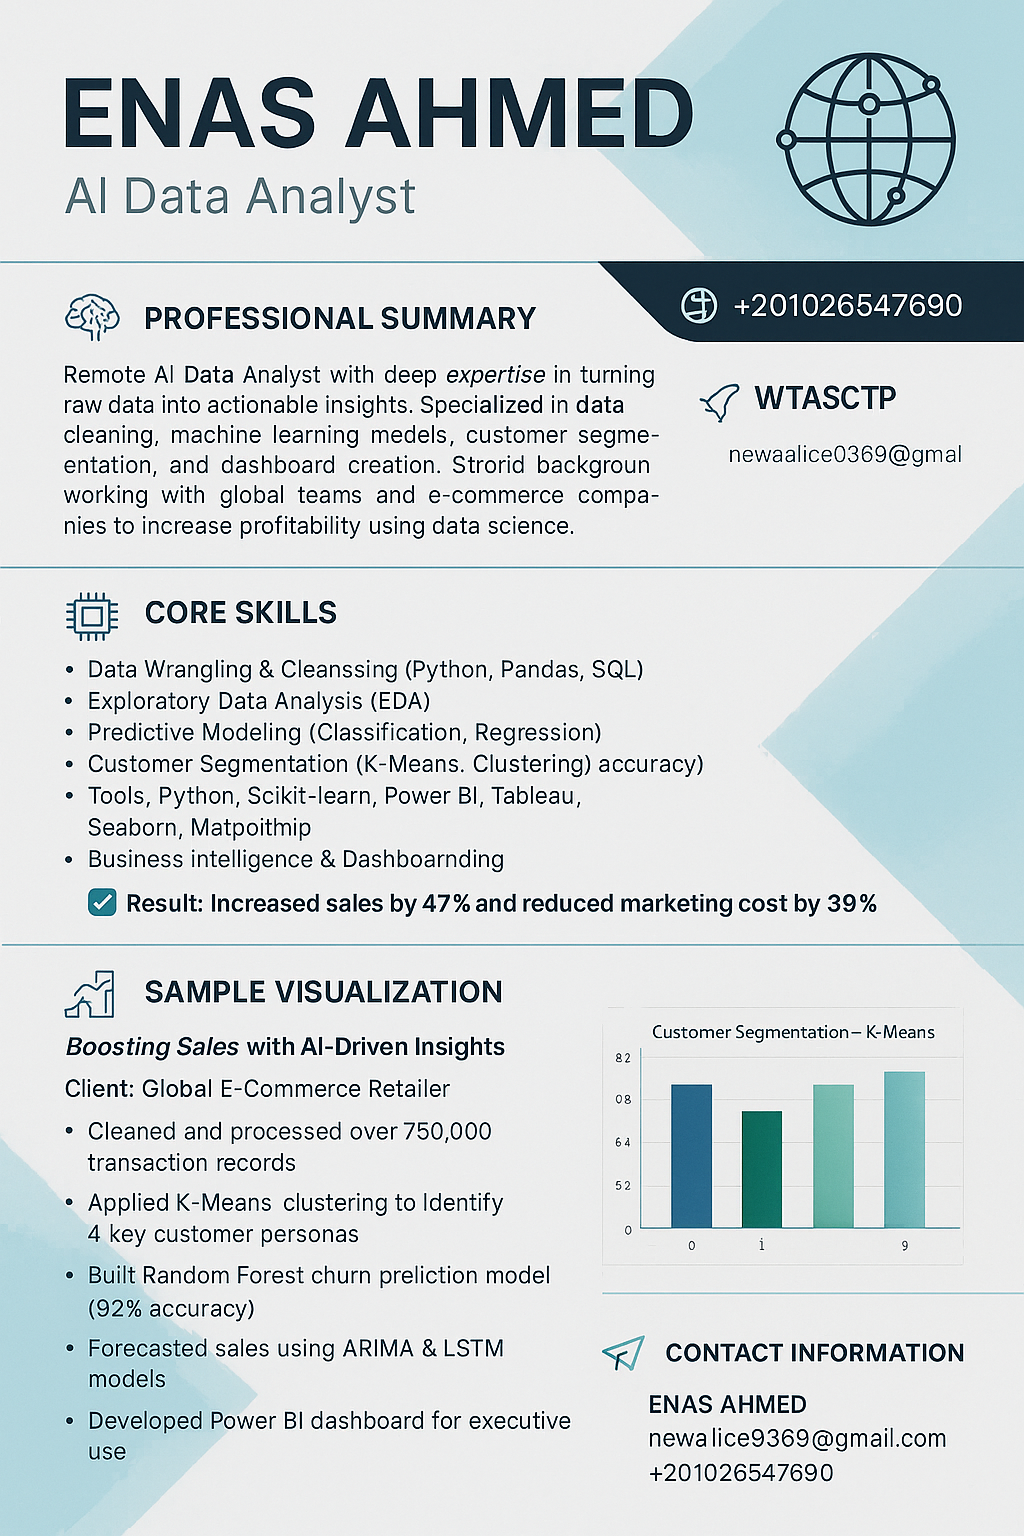 ENAS AHMED
AI Data Analyst
+201026547690
PROFESSIONAL SUMMARY
Remote AI Data Analyst with deep expertise in turning
raw data into actionable insights. Specialized in data
cleaning, machine learning medels, customer segme-
entation, and dashboard creation. Strorid backgroun
working with global teams and e-commerce compa-
nies to increase profitability using data science.
WTASCTP
newaalice0369@gmal
CORE SKILLS
• Data Wrangling & Cleanssing (Python, Pandas, SQL)
• Exploratory Data Analysis (EDA)
• Predictive Modeling (Classification, Regression)
• Customer Segmentation (K-Means. Clustering) accuracy)
• Tools, Python, Scikit-learn, Power BI, Tableau,
Seaborn, Matpoithip
• Business intelligence & Dashboarnding
Result: Increased sales by 47% and reduced marketing cost by 39%
SAMPLE VISUALIZATION
Boosting Sales with AI-Driven Insights
Client: Global E-Commerce Retailer
• Cleaned and processed over 750,000
transaction records
• Applied K-Means clustering to Identify
4 key customer personas
• Built Random Forest churn preliction model
(92% accuracy)
• Forecasted sales using ARIMA & LSTM
models
• Developed Power BI dashboard for executive
use
Customer Segmentation – K-Means
82
08
64
52
0
0 i 9
CONTACT INFORMATION
ENAS AHMED
newalice9369@gmail.com
+201026547690